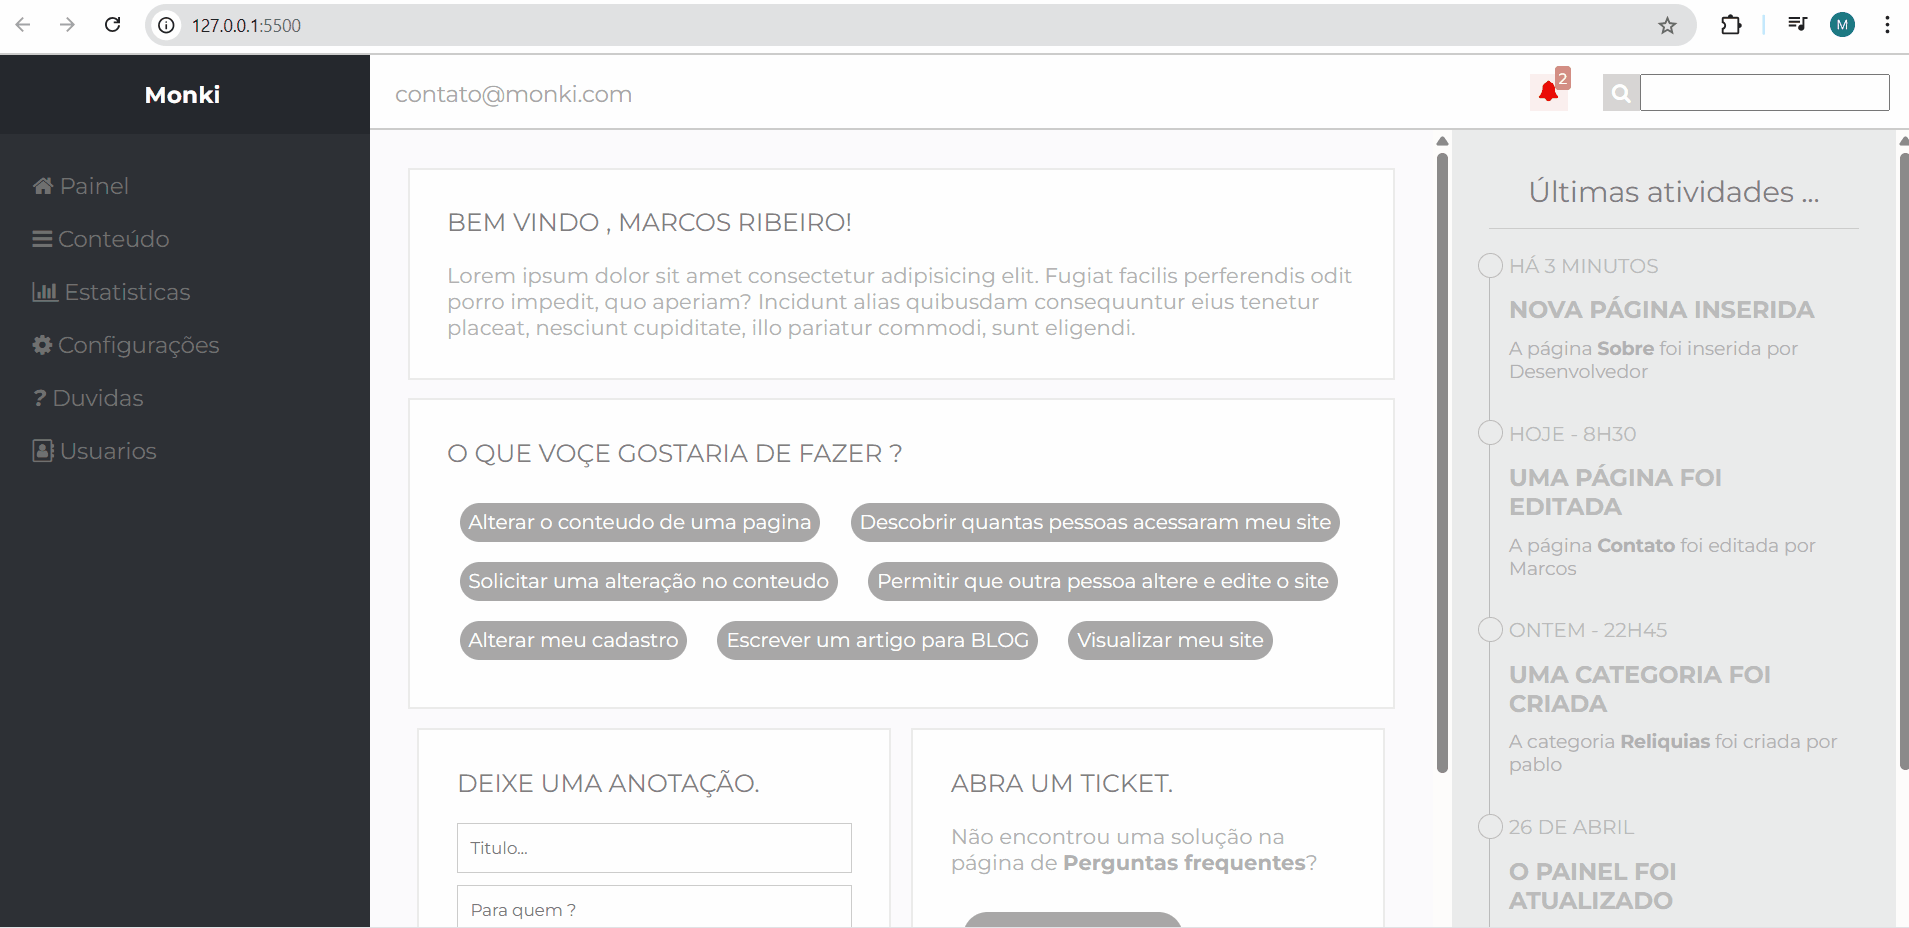 127.0.0.1:5500
M
Monki
contato@monki.com
2
Painel
Conteúdo
Estatisticas
Configurações
Duvidas
Usuarios
BEM VINDO , MARCOS RIBEIRO!
Lorem ipsum dolor sit amet consectetur adipisicing elit. Fugiat facilis perferendis odit
porro impedit, quo aperiam? Incidunt alias quibusdam consequuntur eius tenetur
placeat, nesciunt cupiditate, illo pariatur commodi, sunt eligendi.
O QUE VOÇE GOSTARIA DE FAZER ?
Alterar o conteudo de uma pagina
Descobrir quantas pessoas acessaram meu site
Solicitar uma alteração no conteudo
Permitir que outra pessoa altere e edite o site
Alterar meu cadastro
Escrever um artigo para BLOG
Visualizar meu site
DEIXE UMA ANOTAÇÃO.
Titulo...
Para quem ?
ABRA UM TICKET.
Não encontrou uma solução na
página de Perguntas frequentes?
Últimas atividades ...
HÁ 3 MINUTOS
NOVA PÁGINA INSERIDA
A página Sobre foi inserida por
Desenvolvedor
HOJE - 8H30
UMA PÁGINA FOI
EDITADA
A página Contato foi editada por
Marcos
ONTEM - 22H45
UMA CATEGORIA FOI
CRIADA
A categoria Reliquias foi criada por
pablo
26 DE ABRIL
O PAINEL FOI
ATUALIZADO